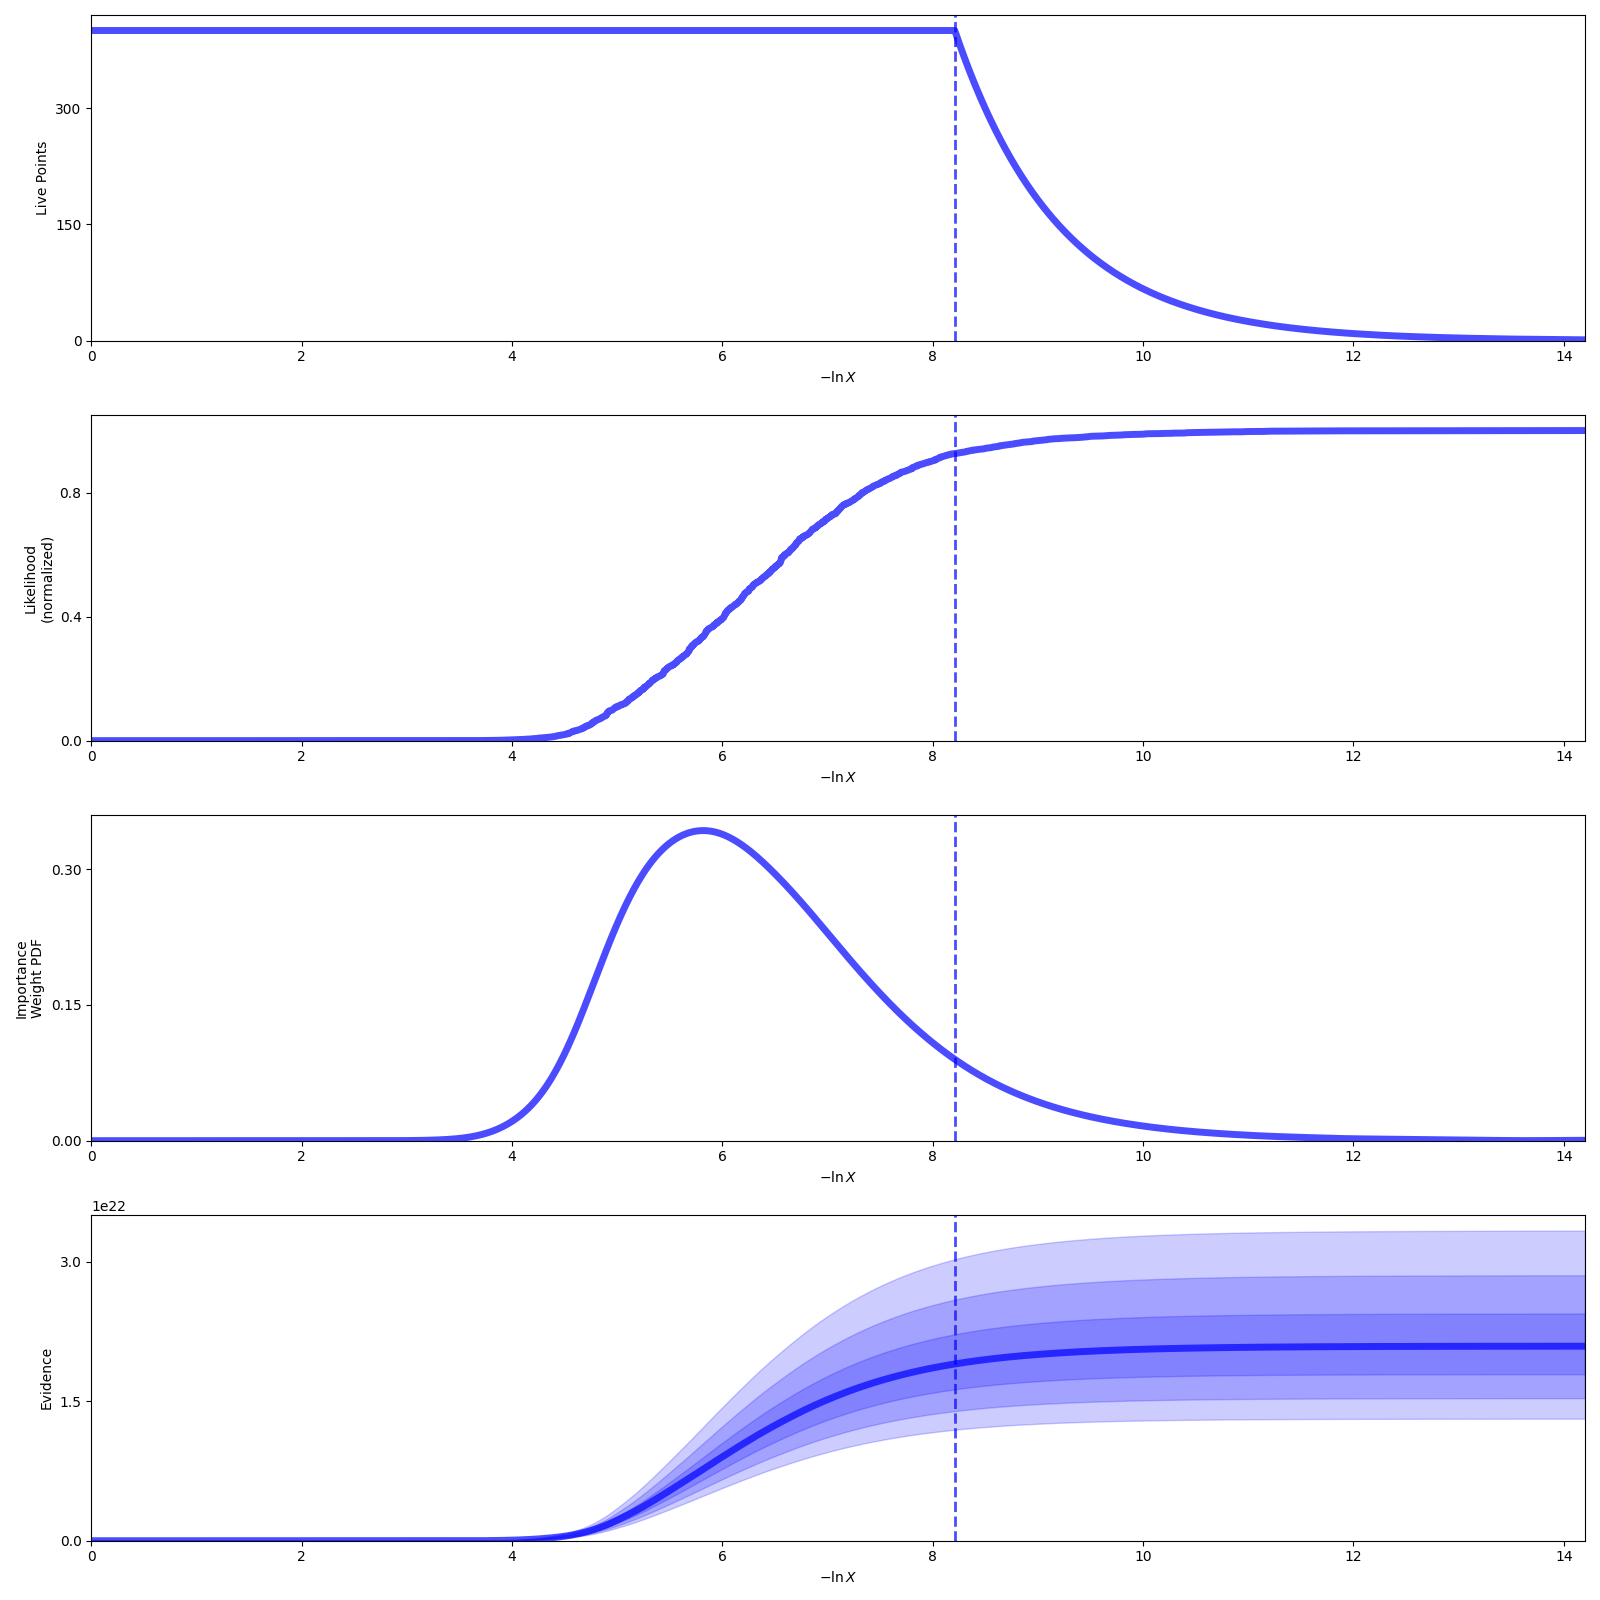 300
150
0
Live Points
0 2 4 6 8 10 12 14
−ln X
0.8
0.4
0.0
Likelihood
(normalized)
0 2 4 6 8 10 12 14
−ln X
0.30
0.15
0.00
Importance
Weight PDF
0 2 4 6 8 10 12 14
−ln X
1e22
3.0
1.5
0.0
Evidence
0 2 4 6 8 10 12 14
−ln X